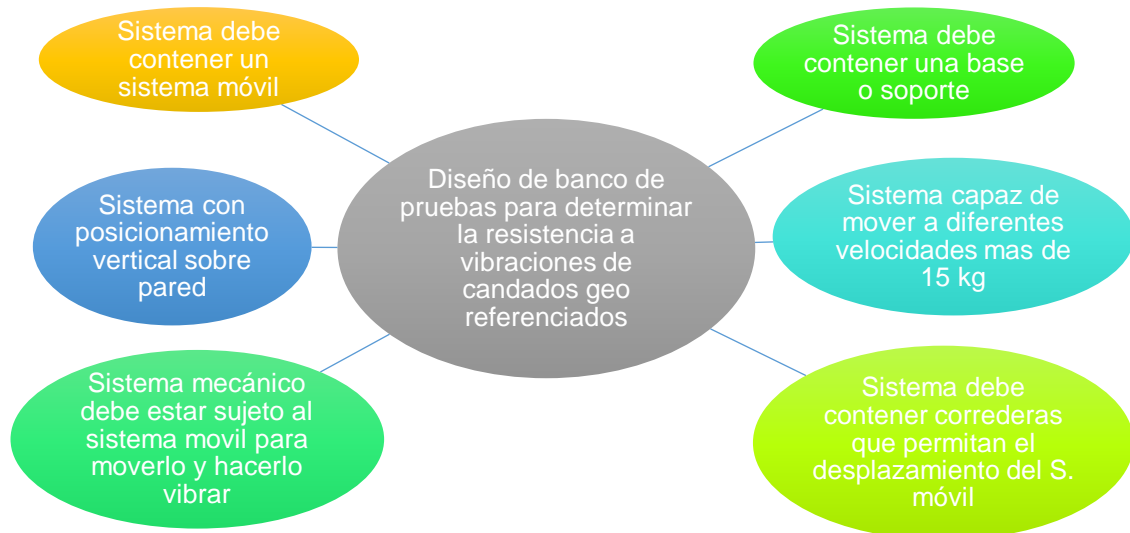 Sistema debe
contener un
sistema móvil
Sistema debe
contener una base
o soporte
Diseño de banco de
pruebas para determinar
la resistencia a
vibraciones de
candados geo
referenciados
Sistema con
posicionamiento
vertical sobre
pared
Sistema capaz de
mover a diferentes
velocidades mas de
15 kg
Sistema mecánico
debe estar sujeto al
sistema movil para
moverlo y hacerlo
vibrar
Sistema debe
contener correderas
que permitan el
desplazamiento del S.
móvil